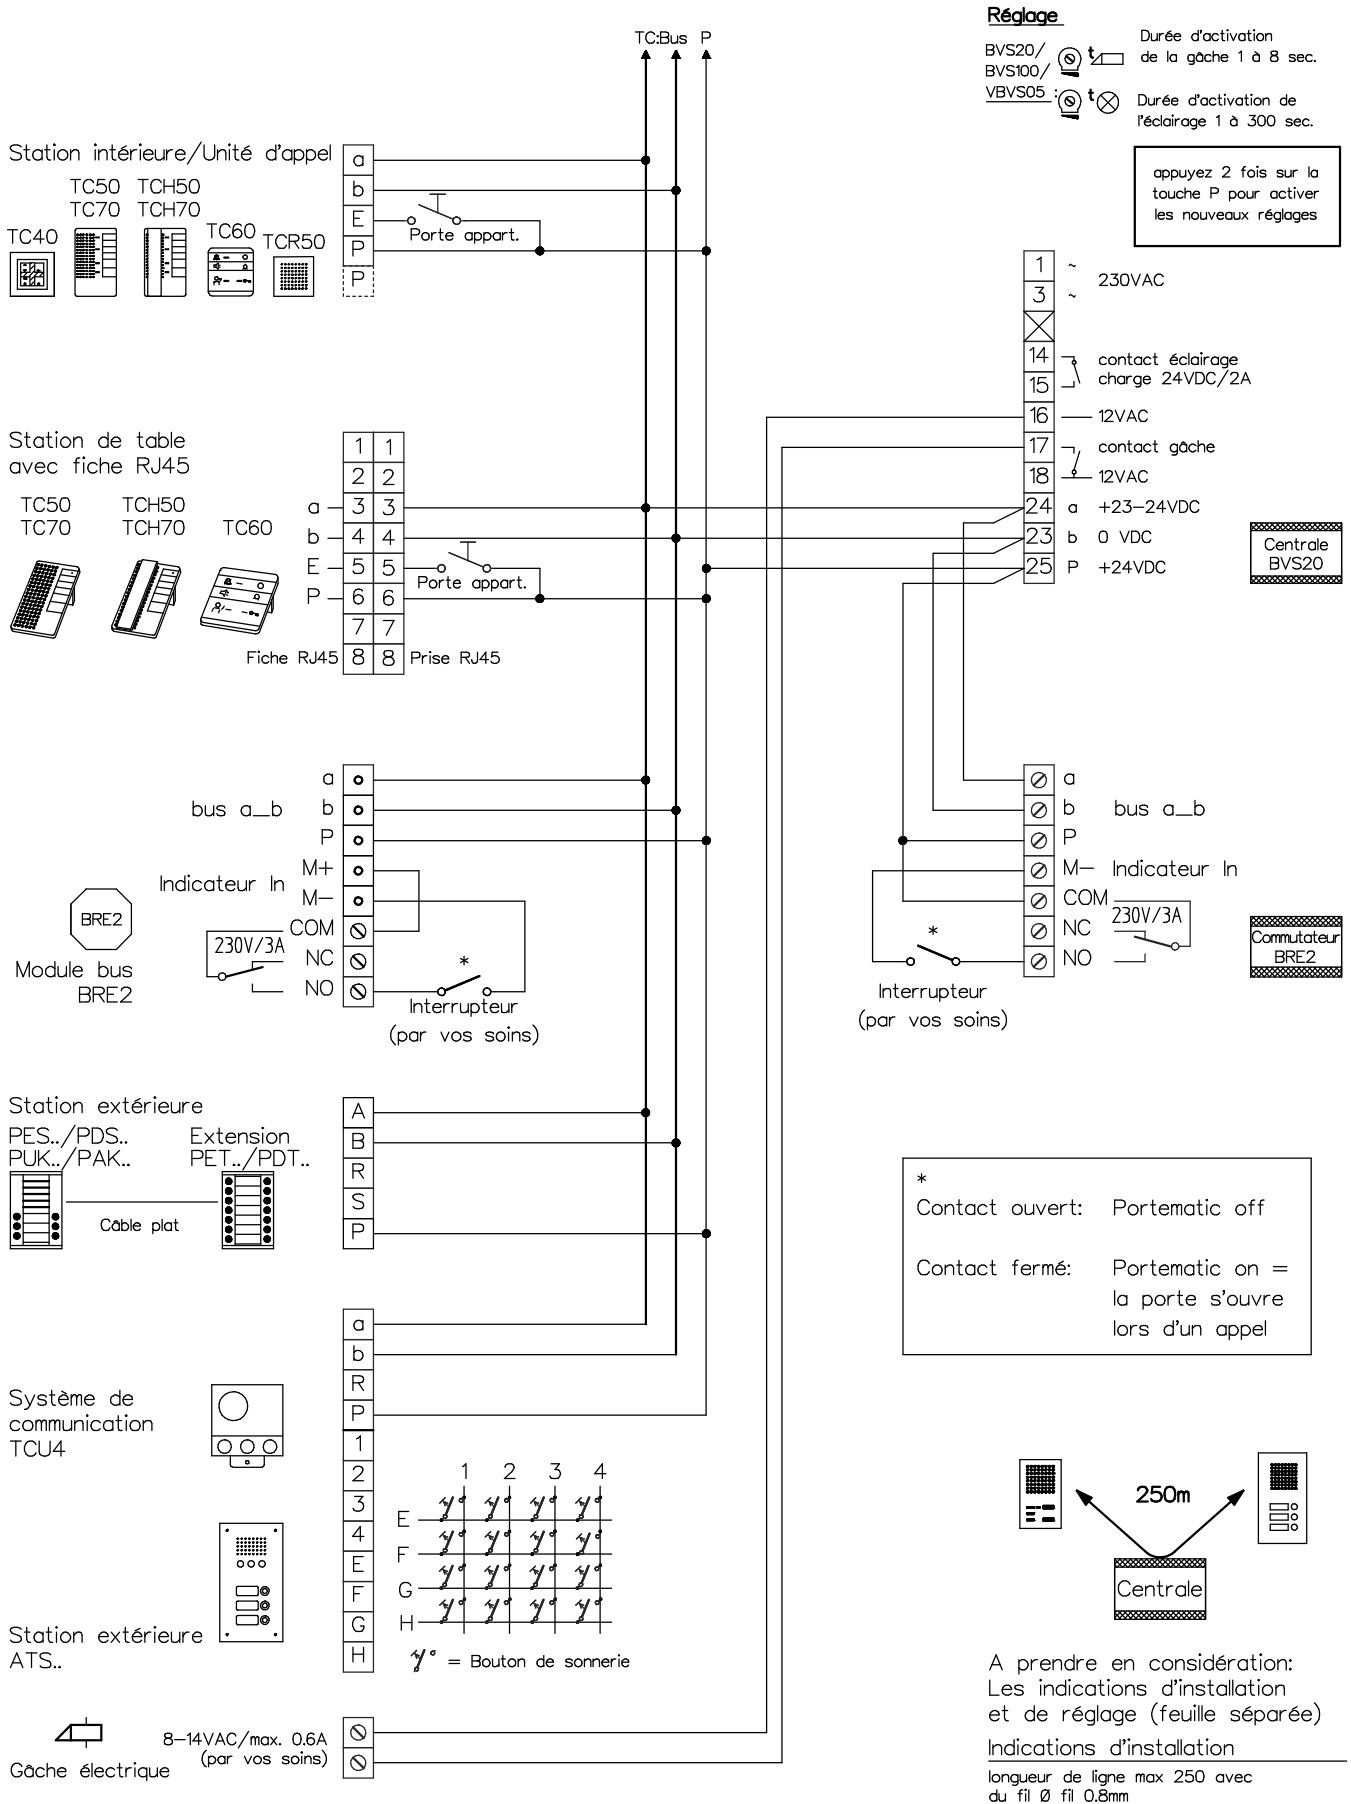 Réglage
BVS20/
BVS100/
VBVS05 :
t
Durée d'activation
de la gâche 1 à 8 sec.
t
Durée d'activation de
l'éclairage 1 à 300 sec.
appuyez 2 fois sur la
touche P pour activer
les nouveaux réglages
TC:Bus P
Station intérieure/Unité d'appel
TC50 TCH50
TC70 TCH70
TC40
TC60
TCR50
a
b
E
P
P
Porte appart.
1 ~
3 ~
230VAC
14
15
contact éclairage
charge 24VDC/2A
16 12VAC
17 contact gâche
18 12VAC
24 a +23-24VDC
23 b 0 VDC
25 P +24VDC
Centrale
BVS20
Station de table
avec fiche RJ45
TC50 TCH50
TC70 TCH70 TC60
1 1
2 2
a 3 3
b 4 4
E 5 5
Porte appart.
P 6 6
7 7
Fiche RJ45 8 8 Prise RJ45
a
bus a_b b
P
M+
Indicateur In
M-
COM
230V/3A
NC
NO
BRE2
Module bus
BRE2
*
Interrupteur
(par vos soins)
a
b bus a_b
P
M- Indicateur In
COM
230V/3A
NC
NO
*
Interrupteur
(par vos soins)
Commutateur
BRE2
Station extérieure
PES../PDS.. Extension
PUK../PAK.. PET../PDT..
Câble plat
A
B
R
S
P
*
Contact ouvert: Portematic off
Contact fermé: Portematic on =
la porte s'ouvre
lors d'un appel
Système de
communication
TCU4
a
b
R
P
1
2
3
4
E
F
G
H
1 2 3 4
E
F
G
H
= Bouton de sonnerie
Station extérieure
ATS..
250m
Centrale
A prendre en considération:
Les indications d'installation
et de réglage (feuille séparée)
Indications d'installation
longueur de ligne max 250 avec
du fil Ø fil 0.8mm
8-14VAC/max. 0.6A
(par vos soins)
Gâche électrique